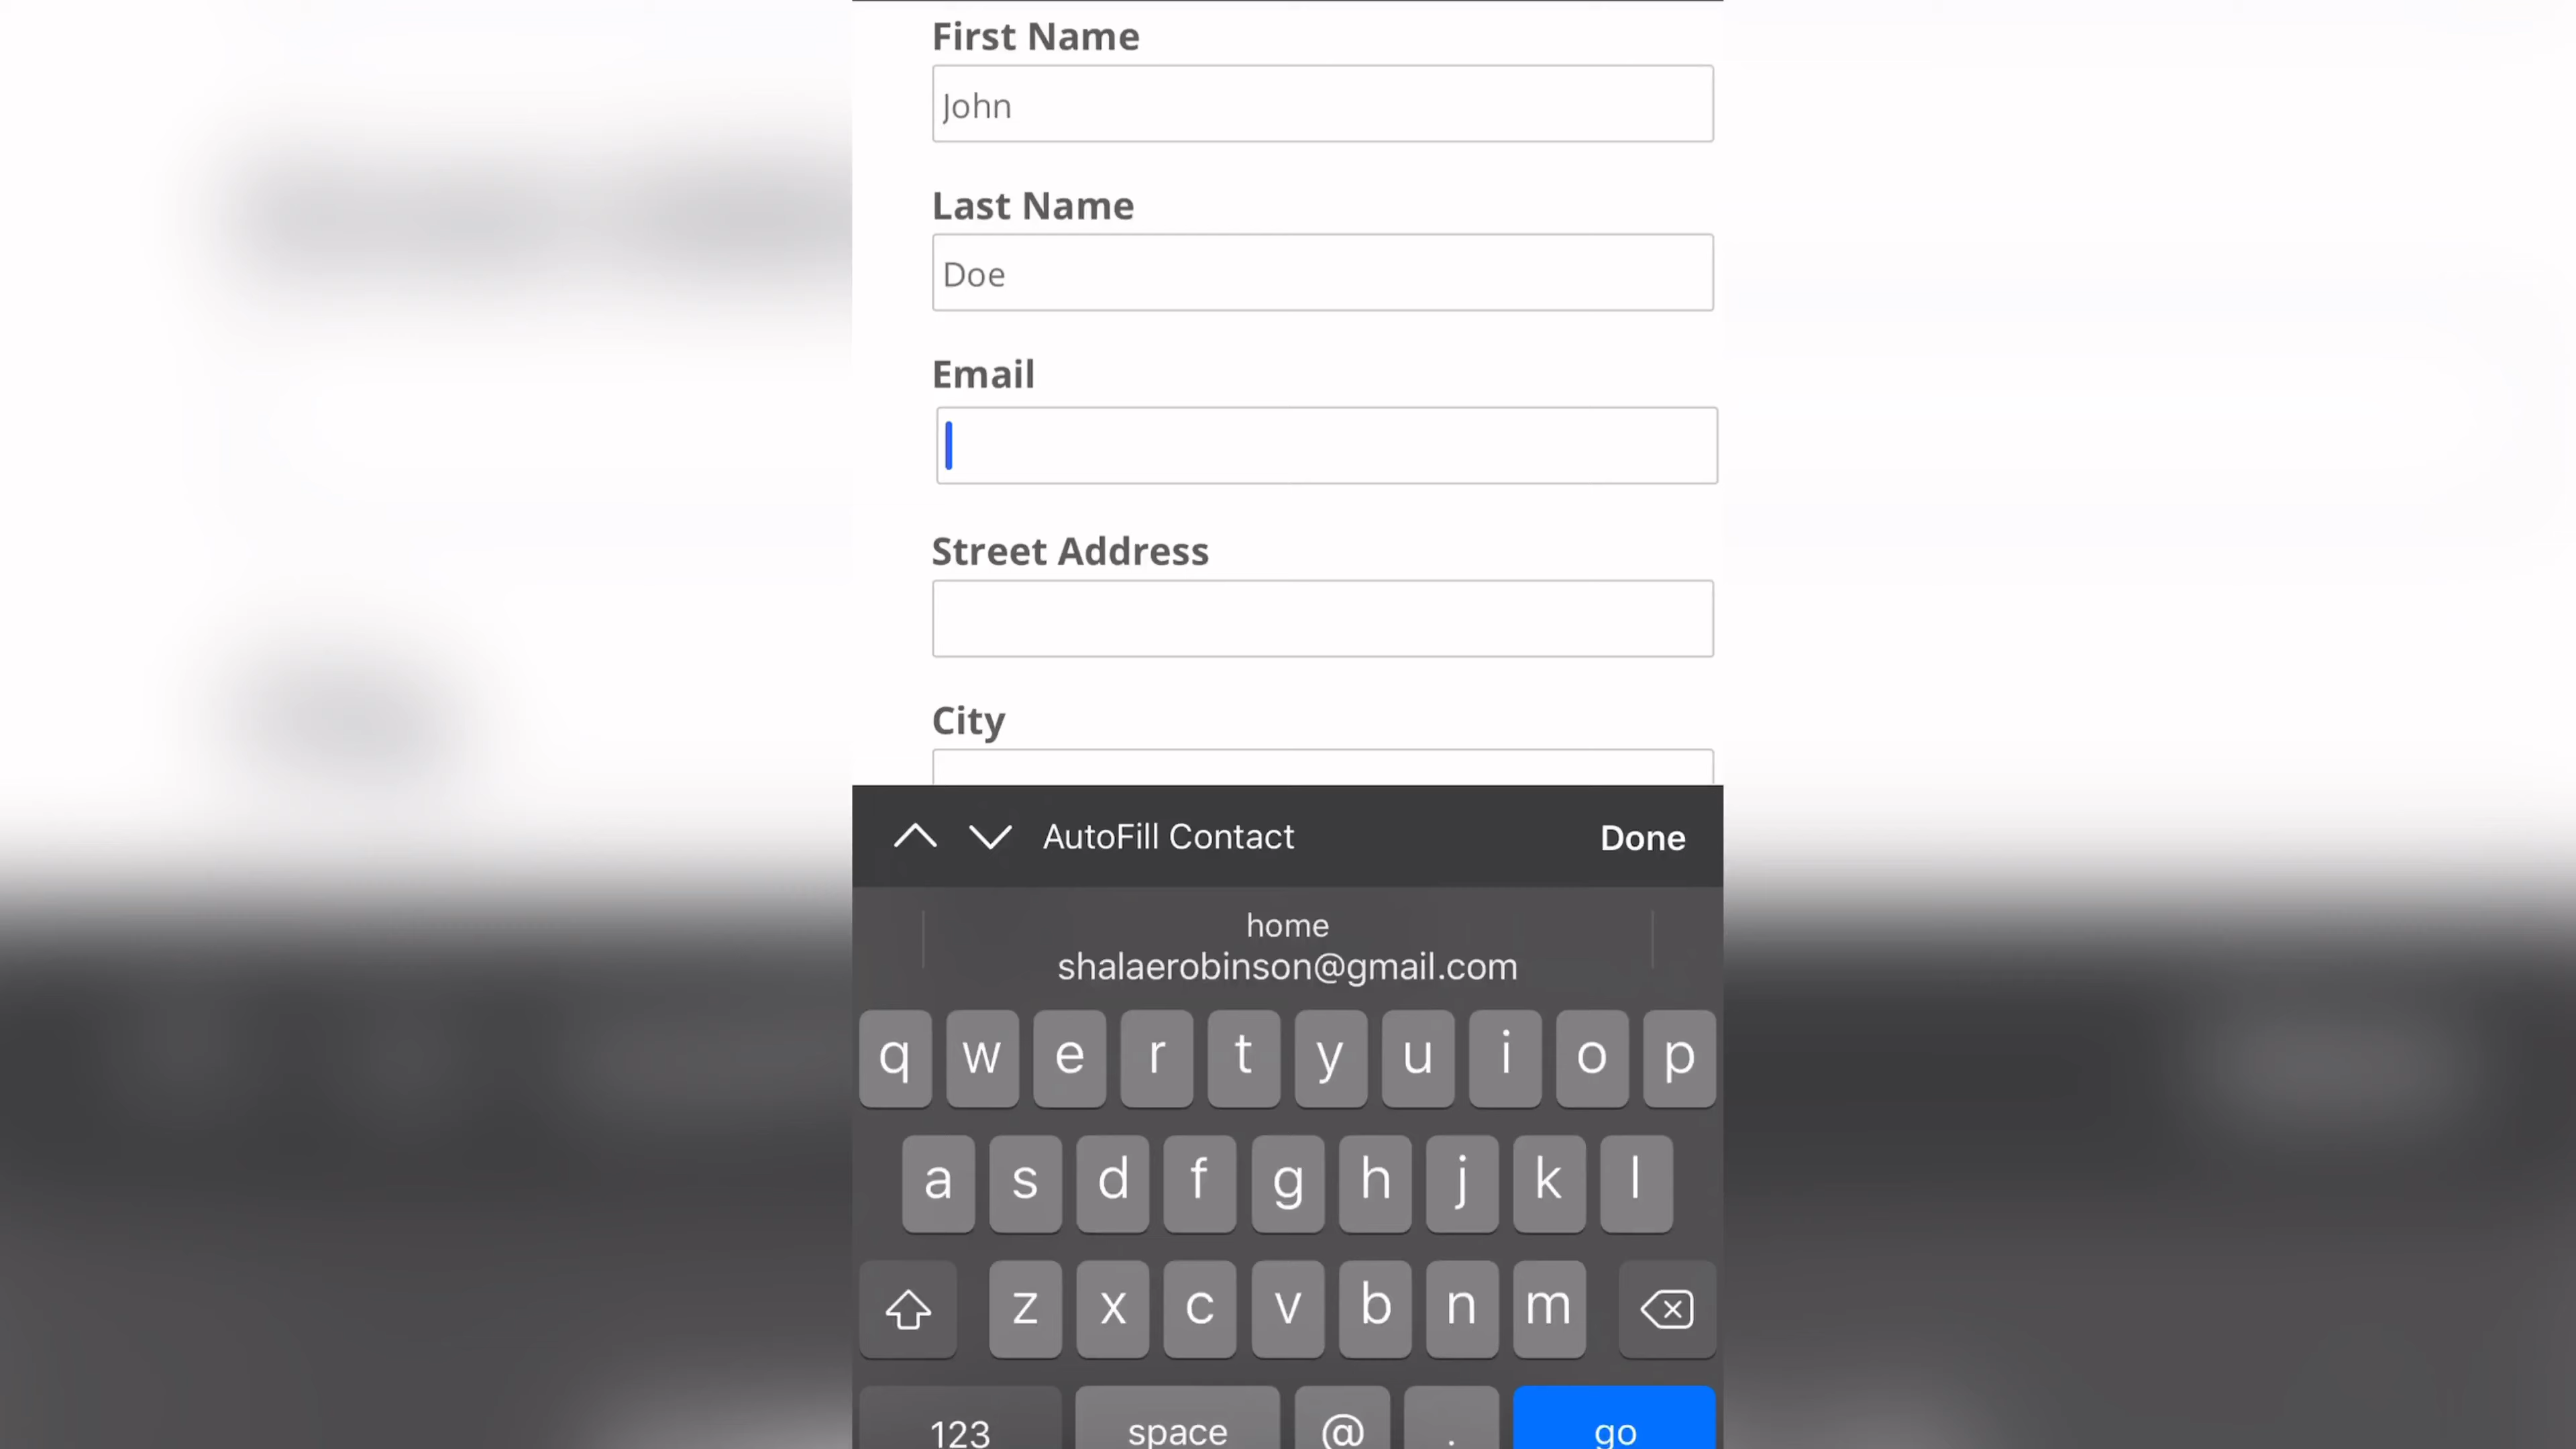 First Name
John
Last Name
Doe
Email
Street Address
City
AutoFill Contact Done
home
shalaerobinson@gmail.com
q w e r t y u i o p
a s d f g h j k l
z x c v b n m
123 space @ . go